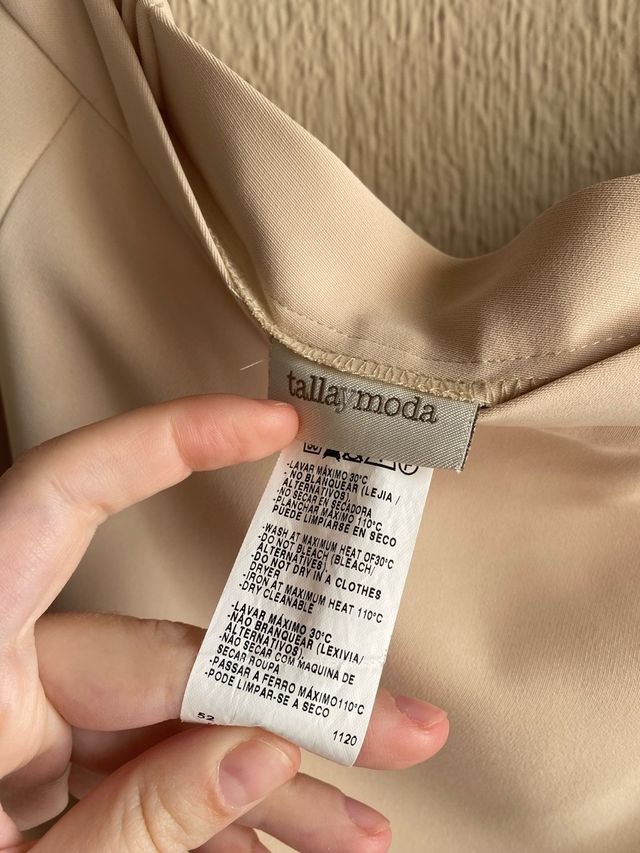 tallaymoda
30 P
-LAVAR MÁXIMO 30°C
- NO BLANQUEAR (LEJIA /
ALTERNATIVOS)
-NO SECAR EN SECADORA
-PLANCHAR MÁXIMO 110°C
PUEDE LIMPIARSE EN SECO
-WASH AT MAXIMUM HEAT OF30°C
-DO NOT BLEACH (BLEACH/
ALTERNATIVES)
-DO NOT DRY IN A CLOTHES
DRYER
-IRON AT MAXIMUM HEAT 110°C
-DRY CLEANABLE
-LAVAR MÁXIMO 30°C
-NÃO BRANQUEAR (LEXIVIA/
ALTERNATIVOS)
-NÃO SECAR COM MAQUINA DE
SECAR ROUPA
-PASSAR A FERRO MÁXIMO110°C
-PODE LIMPAR-SE A SECO
52 1120